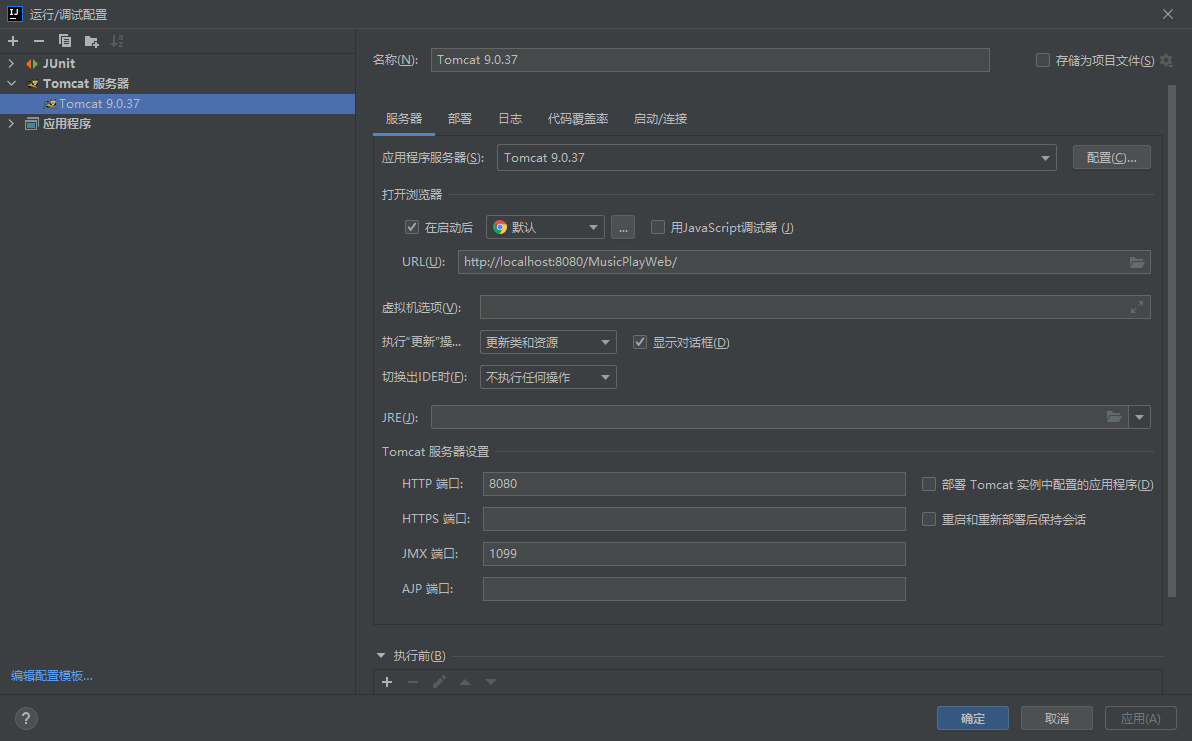 运行/调试配置
JUnit
Tomcat 服务器
Tomcat 9.0.37
应用程序
编辑配置模板...
名称(N):
Tomcat 9.0.37
存储为项目文件(S)
服务器 部署 日志 代码覆盖率 启动/连接
应用程序服务器(S): Tomcat 9.0.37 配置(C)...
打开浏览器
在启动后 默认 ... 用JavaScript调试器 (J)
URL(U): http://localhost:8080/MusicPlayWeb/
虚拟机选项(V):
执行“更新”操... 更新类和资源 显示对话框(D)
切换出IDE时(F): 不执行任何操作
JRE(J):
Tomcat 服务器设置
HTTP 端口: 8080 部署 Tomcat 实例中配置的应用程序(D)
HTTPS 端口: 重启和重新部署后保持会话
JMX 端口: 1099
AJP 端口:
执行前(B)
? 确定 取消 应用(A)